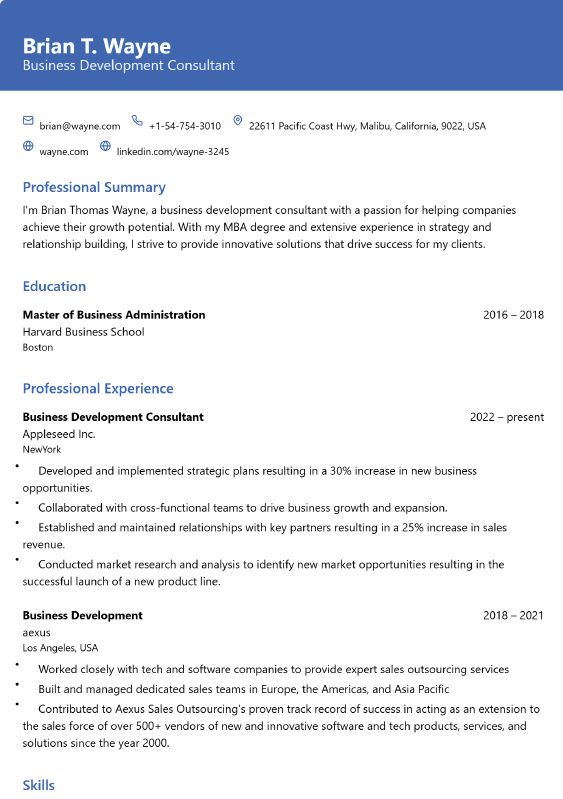 Brian T. Wayne
Business Development Consultant
brian@wayne.com +1-54-754-3010 22611 Pacific Coast Hwy, Malibu, California, 9022, USA
wayne.com linkedin.com/wayne-3245
Professional Summary
I'm Brian Thomas Wayne, a business development consultant with a passion for helping companies
achieve their growth potential. With my MBA degree and extensive experience in strategy and
relationship building, I strive to provide innovative solutions that drive success for my clients.
Education
Master of Business Administration 2016 – 2018
Harvard Business School
Boston
Professional Experience
Business Development Consultant 2022 – present
Appleseed Inc.
NewYork
• Developed and implemented strategic plans resulting in a 30% increase in new business
opportunities.
• Collaborated with cross-functional teams to drive business growth and expansion.
• Established and maintained relationships with key partners resulting in a 25% increase in sales
revenue.
• Conducted market research and analysis to identify new market opportunities resulting in the
successful launch of a new product line.
Business Development 2018 – 2021
aexus
Los Angeles, USA
• Worked closely with tech and software companies to provide expert sales outsourcing services
• Built and managed dedicated sales teams in Europe, the Americas, and Asia Pacific
• Contributed to Aexus Sales Outsourcing's proven track record of success in acting as an extension to
the sales force of over 500+ vendors of new and innovative software and tech products, services, and
solutions since the year 2000.
Skills